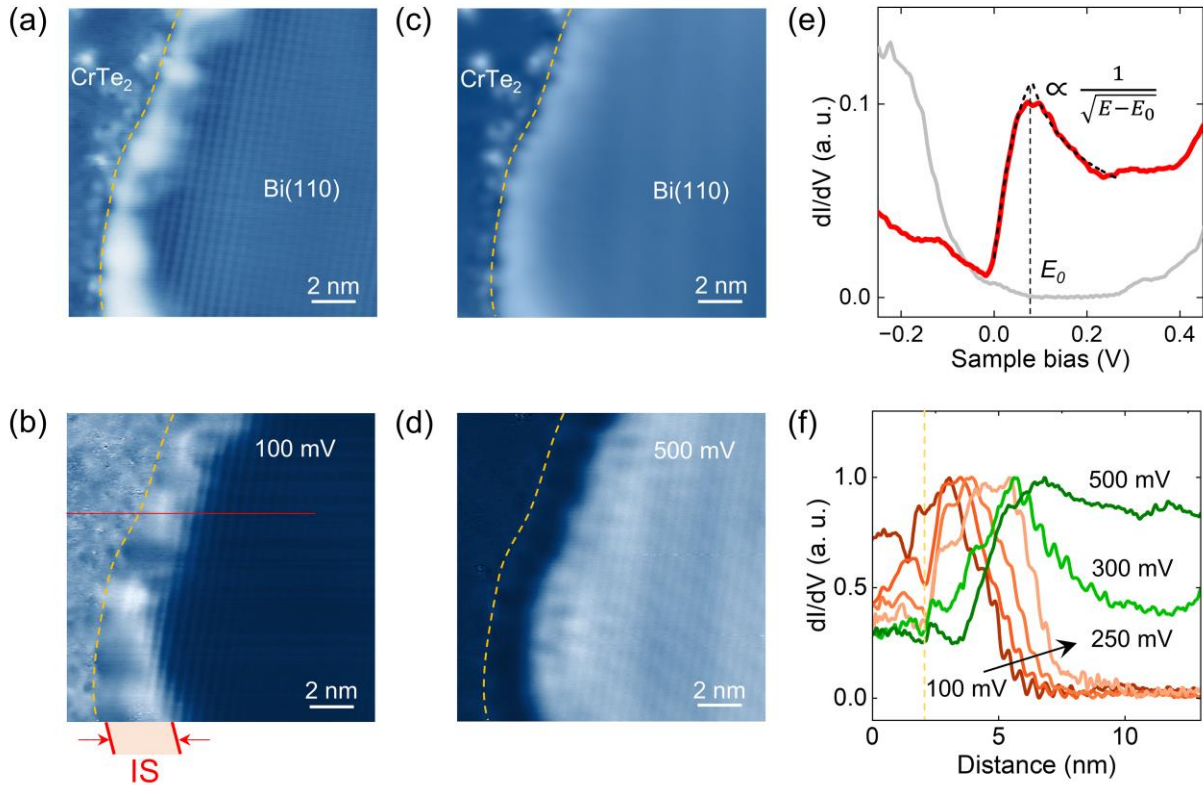 (a)
CrTe₂
Bi(110)
2 nm
(c)
CrTe₂
Bi(110)
2 nm
(e)
dI/dV (a. u.)
0.1
0.0
∝ 1/√(E−E₀)
E₀
−0.2 0.0 0.2 0.4
Sample bias (V)
(b)
100 mV
2 nm
IS
(d)
500 mV
2 nm
(f)
dI/dV (a. u.)
1.0
0.5
0.0
500 mV
300 mV
250 mV
100 mV
0 5 10
Distance (nm)